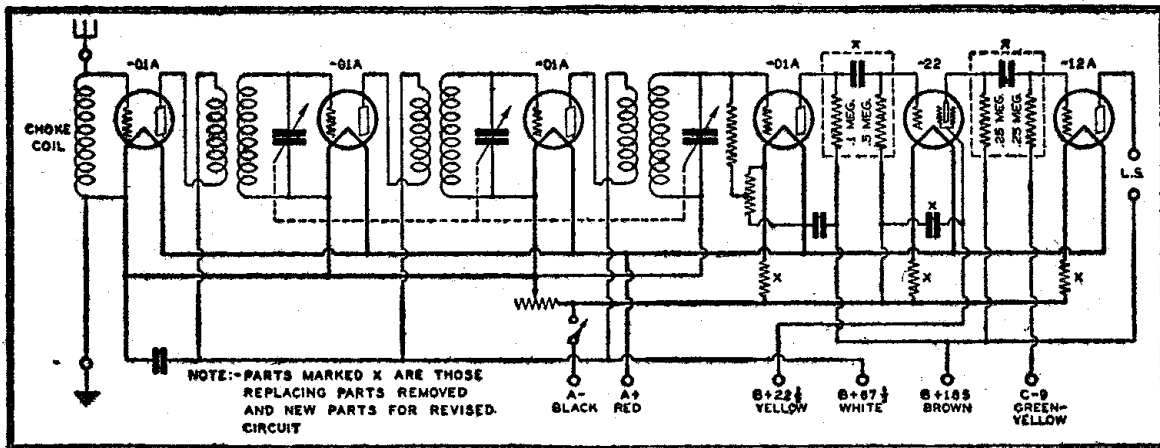 -01A
-01A
-01A
-01A
X
-22
X
-12A
CHOKE
COIL
.1 MEG.
.5 MEG.
.25 MEG.
.25 MEG.
L.S.
X
X
X
X
NOTE:-PARTS MARKED X ARE THOSE
REPLACING PARTS REMOVED
AND NEW PARTS FOR REVISED.
CIRCUIT
A-
BLACK
A+
RED
B+22½
YELLOW
B+67½
WHITE
B+135
BROWN
C-9
GREEN-
YELLOW